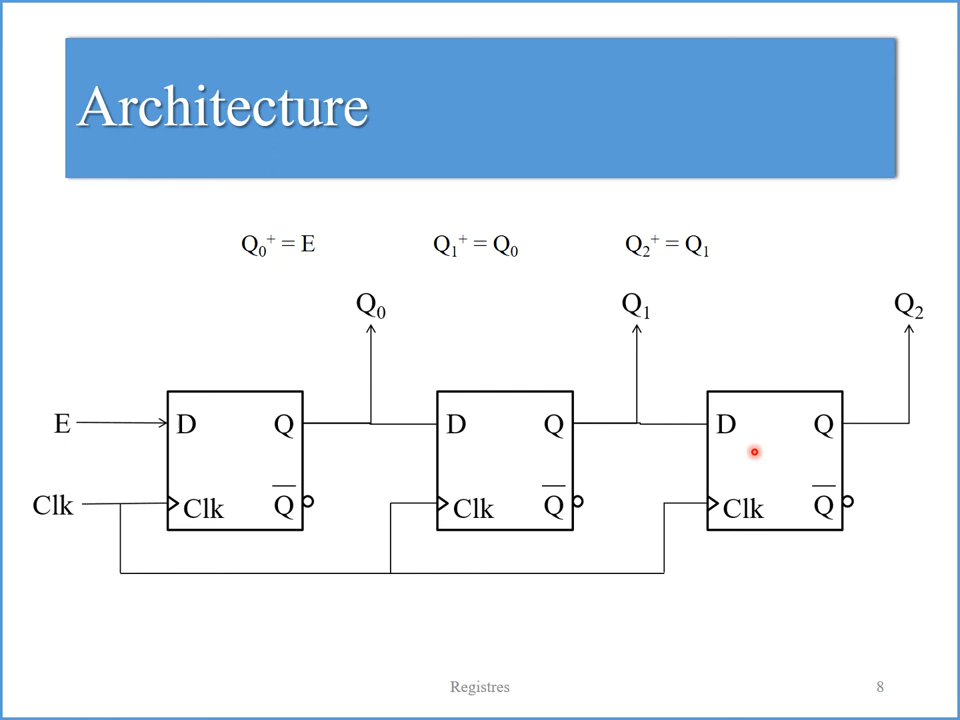 Architecture
Q₀⁺ = E Q₁⁺ = Q₀ Q₂⁺ = Q₁
Q₀ Q₁ Q₂
E D Q D Q D Q
Clk Clk Q̅ Clk Q̅ Clk Q̅
Registres 8